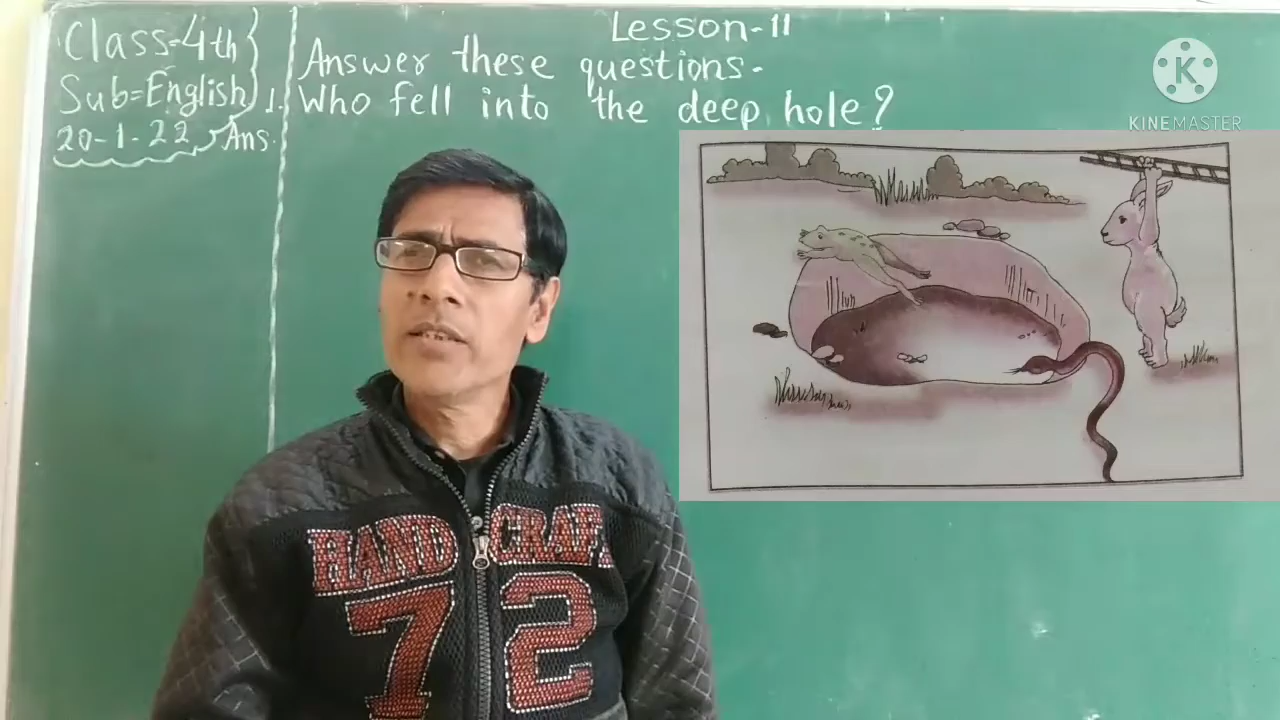 Lesson-11
Class-4th
Sub=English
20-1-22
Answer these questions.
1. Who fell into the deep hole?
Ans.
K
KINEMASTER
HAND CRAF
72